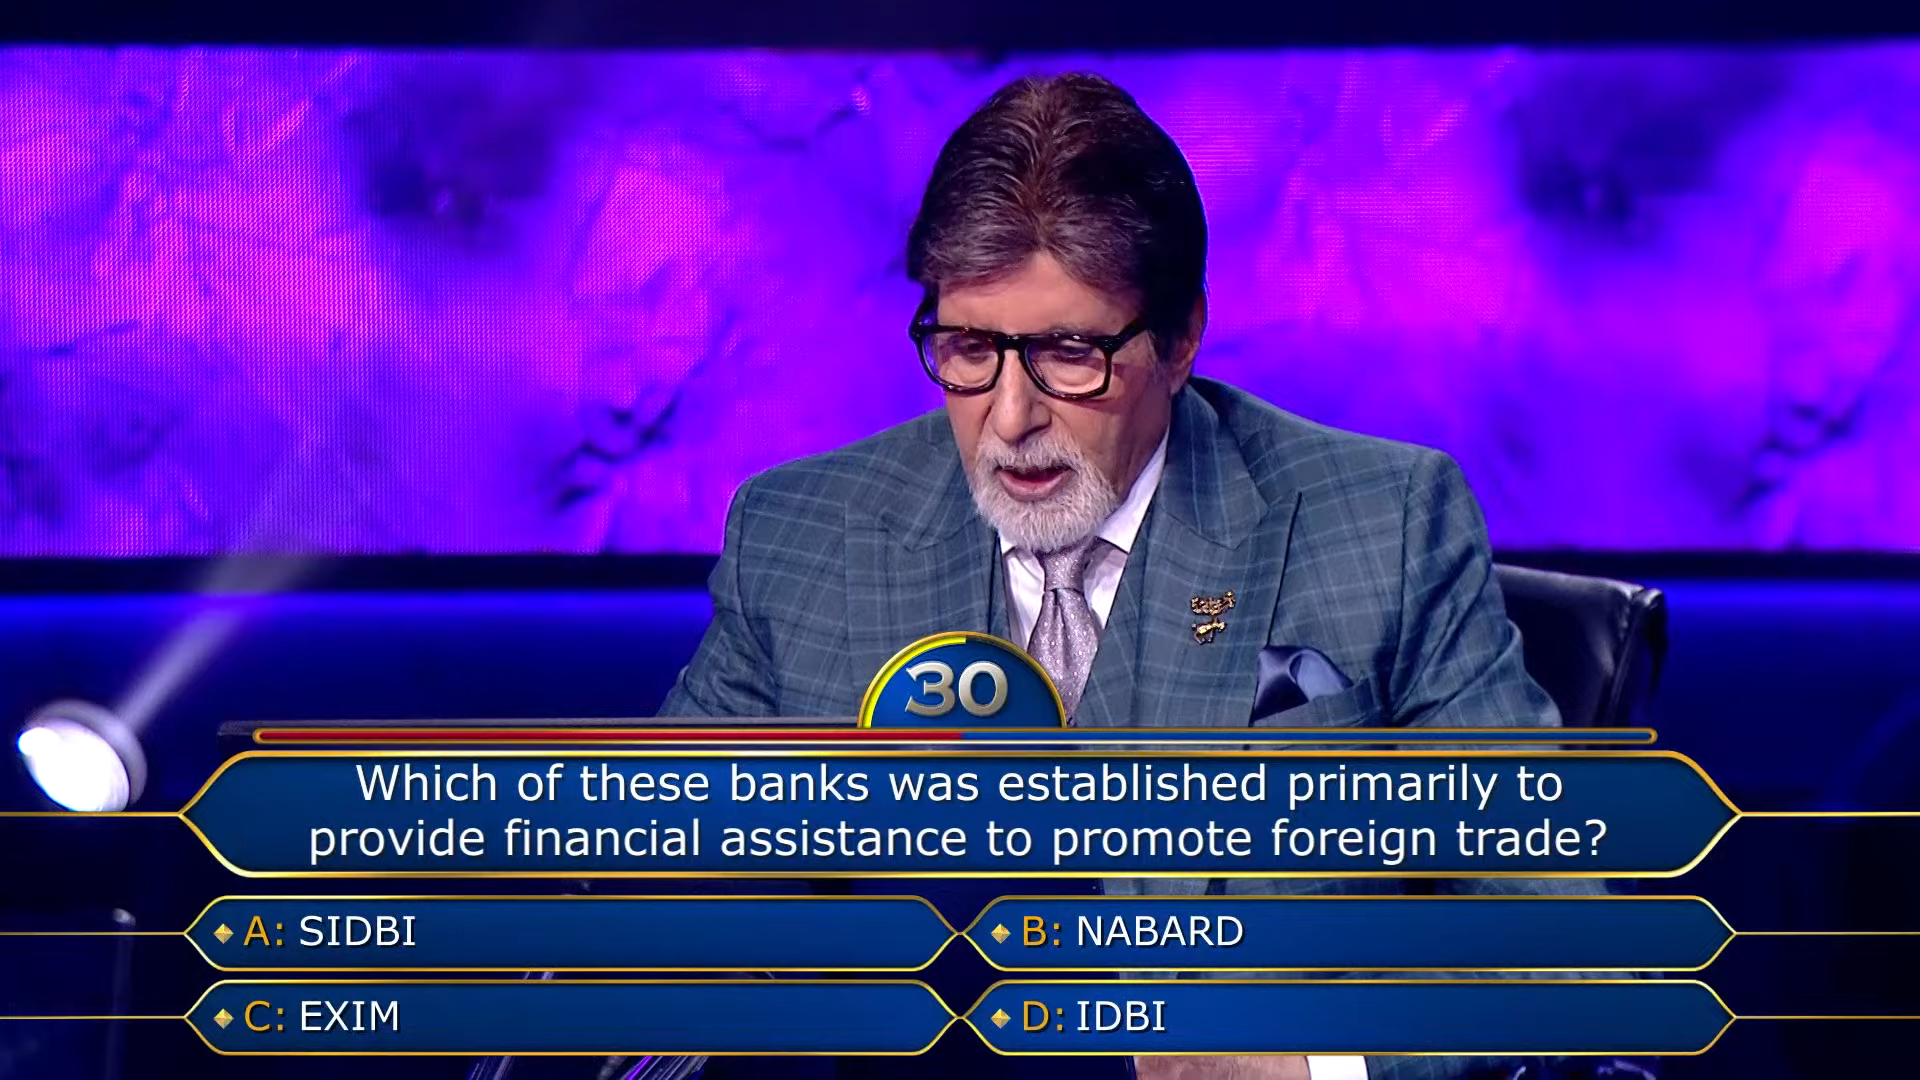 30
Which of these banks was established primarily to
provide financial assistance to promote foreign trade?
A: SIDBI
B: NABARD
C: EXIM
D: IDBI